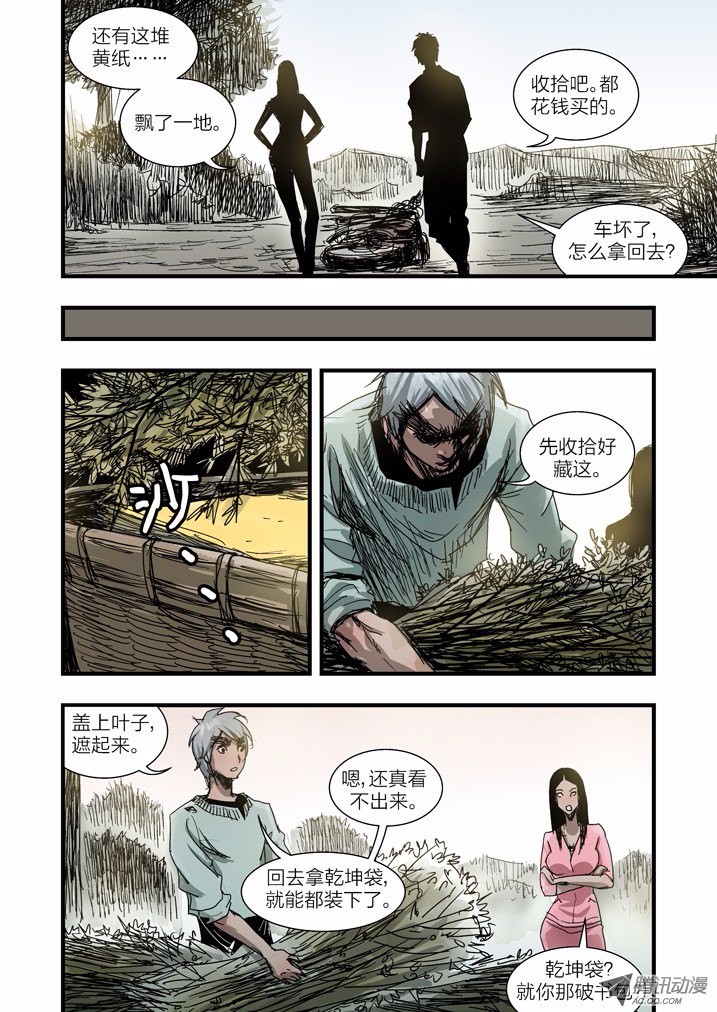 还有这堆
黄纸……
飘了一地。
收拾吧。都
花钱买的。
车坏了，
怎么拿回去？
沙
先收拾好
藏这。
盖上叶子，
遮起来。
嗯，还真看
不出来。
回去拿乾坤袋，
就能都装下了。
乾坤袋？
就你那破
腾讯动漫